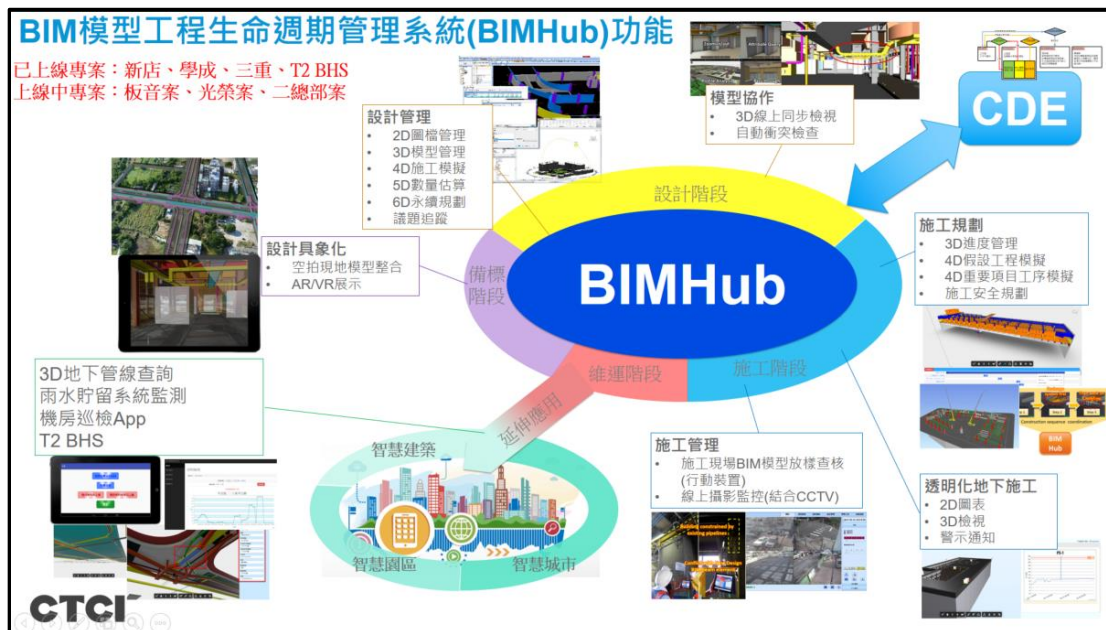 BIM模型工程生命週期管理系統(BIMHub)功能
已上線專案：新店、學成、三重、T2 BHS
上線中專案：板音案、光榮案、二總部案
設計管理
• 2D圖檔管理
• 3D模型管理
• 4D施工模擬
• 5D數量估算
• 6D永續規劃
• 議題追蹤
模型協作
• 3D線上同步檢視
• 自動衝突檢查
CDE
設計階段
設計具象化
• 空拍現地模型整合
• AR/VR展示
備標
階段
BIMHub
施工規劃
• 3D進度管理
• 4D假設工程模擬
• 4D重要項目工序模擬
• 施工安全規劃
維運階段
施工階段
3D地下管線查詢
雨水貯留系統監測
機房巡檢App
T2 BHS
延伸應用
智慧建築
智慧園區
智慧城市
施工管理
• 施工現場BIM模型放樣查核
(行動裝置)
• 線上攝影監控(結合CCTV)
Building constrained by
existing pipelines
Construction sequence coordination
BIM
Hub
透明化地下施工
• 2D圖表
• 3D檢視
• 警示通知
CTCI